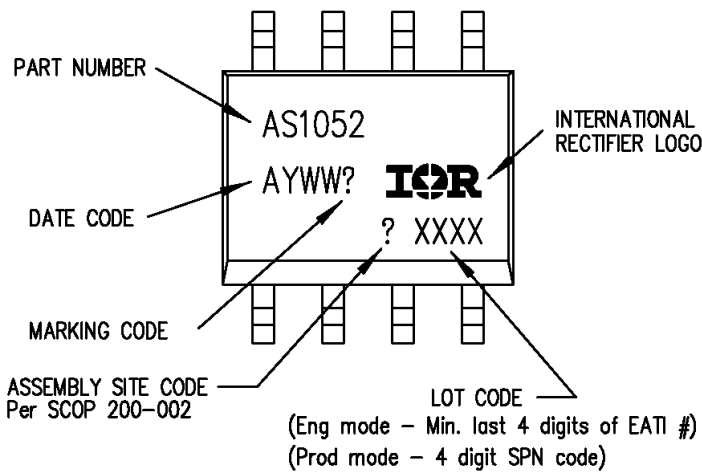 PART NUMBER
AS1052
INTERNATIONAL
RECTIFIER LOGO
AYWW?
IOR
DATE CODE
? XXXX
MARKING CODE
ASSEMBLY SITE CODE
Per SCOP 200-002
LOT CODE
(Eng mode - Min. last 4 digits of EATI #)
(Prod mode - 4 digit SPN code)